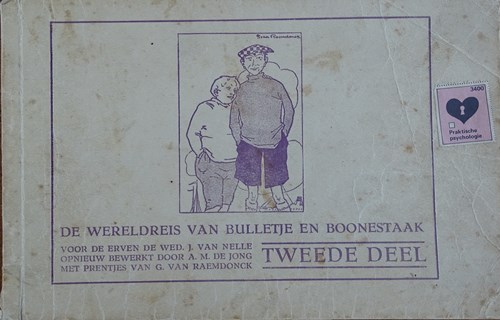 3400
Praktische
psychologie
DE WERELDREIS VAN BULLETJE EN BOONESTAAK
VOOR DE ERVEN DE WED. J. VAN NELLE
OPNIEUW BEWERKT DOOR A. M. DE JONG
MET PRENTJES VAN G. VAN RAEMDONCK
TWEEDE DEEL